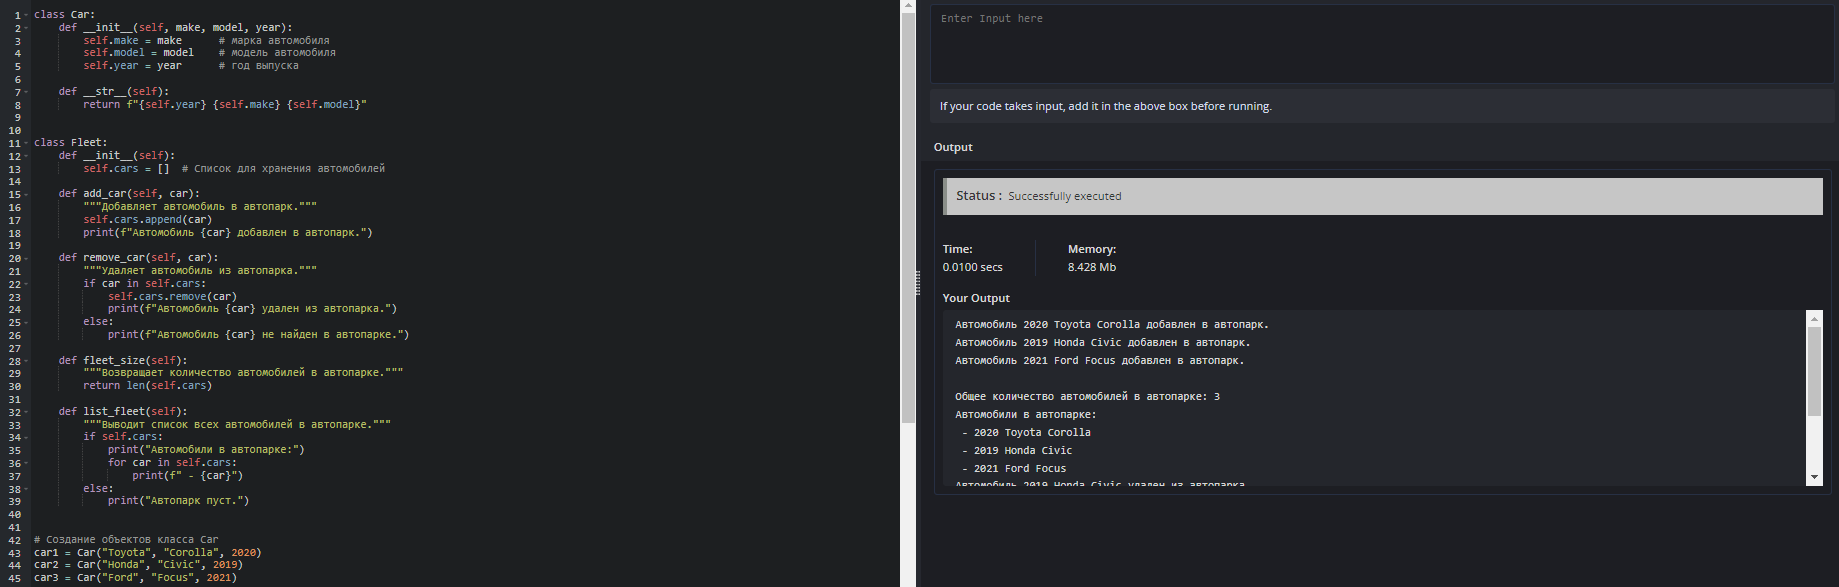 1 class Car:
2     def __init__(self, make, model, year):
3         self.make = make      # марка автомобиля
4         self.model = model    # модель автомобиля
5         self.year = year      # год выпуска
6
7     def __str__(self):
8         return f"{self.year} {self.make} {self.model}"
9
10
11 class Fleet:
12     def __init__(self):
13         self.cars = []  # Список для хранения автомобилей
14
15     def add_car(self, car):
16         """Добавляет автомобиль в автопарк."""
17         self.cars.append(car)
18         print(f"Автомобиль {car} добавлен в автопарк.")
19
20     def remove_car(self, car):
21         """Удаляет автомобиль из автопарка."""
22         if car in self.cars:
23             self.cars.remove(car)
24             print(f"Автомобиль {car} удален из автопарка.")
25         else:
26             print(f"Автомобиль {car} не найден в автопарке.")
27
28     def fleet_size(self):
29         """Возвращает количество автомобилей в автопарке."""
30         return len(self.cars)
31
32     def list_fleet(self):
33         """Выводит список всех автомобилей в автопарке."""
34         if self.cars:
35             print("Автомобили в автопарке:")
36             for car in self.cars:
37                 print(f" - {car}")
38         else:
39             print("Автопарк пуст.")
40
41
42 # Создание объектов класса Car
43 car1 = Car("Toyota", "Corolla", 2020)
44 car2 = Car("Honda", "Civic", 2019)
45 car3 = Car("Ford", "Focus", 2021)
Enter Input here
If your code takes input, add it in the above box before running.
Output
Status : Successfully executed
Time: Memory:
0.0100 secs 8.428 Mb
Your Output
Автомобиль 2020 Toyota Corolla добавлен в автопарк.
Автомобиль 2019 Honda Civic добавлен в автопарк.
Автомобиль 2021 Ford Focus добавлен в автопарк.
Общее количество автомобилей в автопарке: 3
Автомобили в автопарке:
- 2020 Toyota Corolla
- 2019 Honda Civic
- 2021 Ford Focus
Автомобиль 2019 Honda Civic удален из автопарка